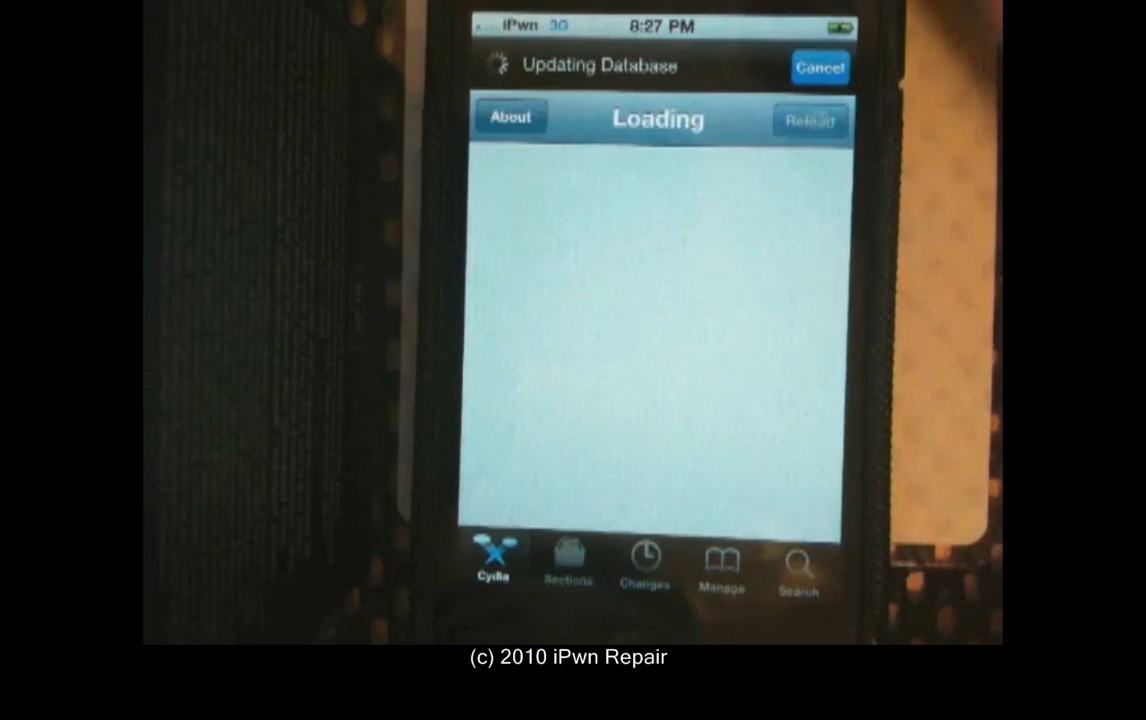 iPwn 3G 8:27 PM
Updating Database Cancel
About Loading Reload
Cydia Sections Changes Manage Search
(c) 2010 iPwn Repair